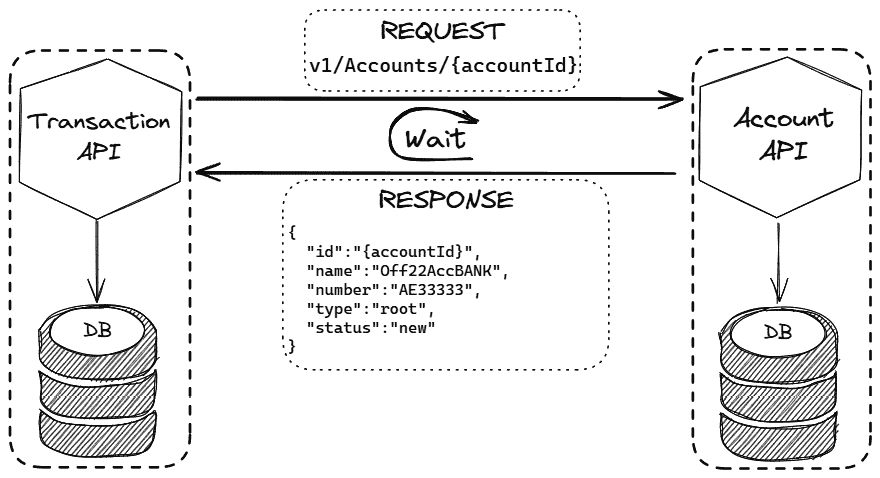 REQUEST
v1/Accounts/{accountId}
Transaction
API
Wait
Account
API
RESPONSE
{
"id":"{accountId}",
"name":"Off22AccBANK",
"number":"AE33333",
"type":"root",
"status":"new"
}
DB
DB